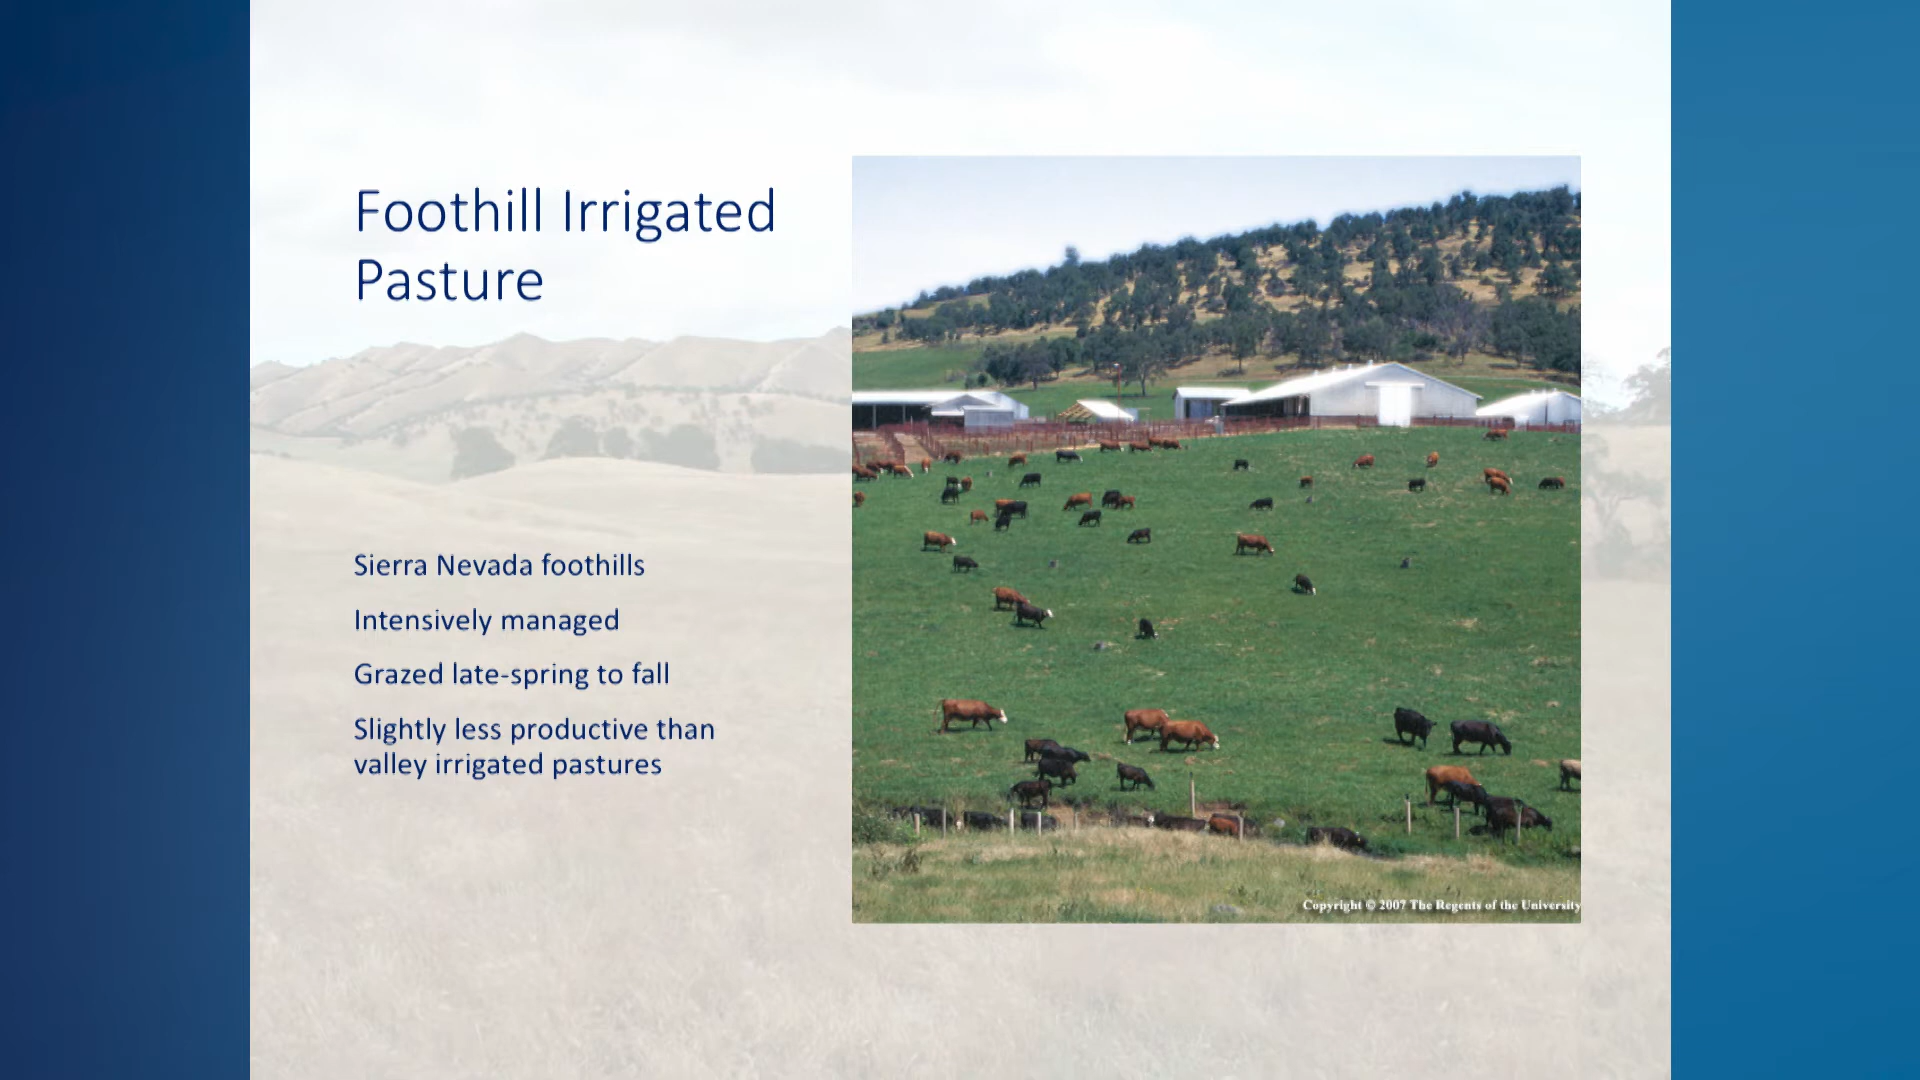 Foothill Irrigated
Pasture
Sierra Nevada foothills
Intensively managed
Grazed late-spring to fall
Slightly less productive than
valley irrigated pastures
Copyright © 2007 The Regents of the University